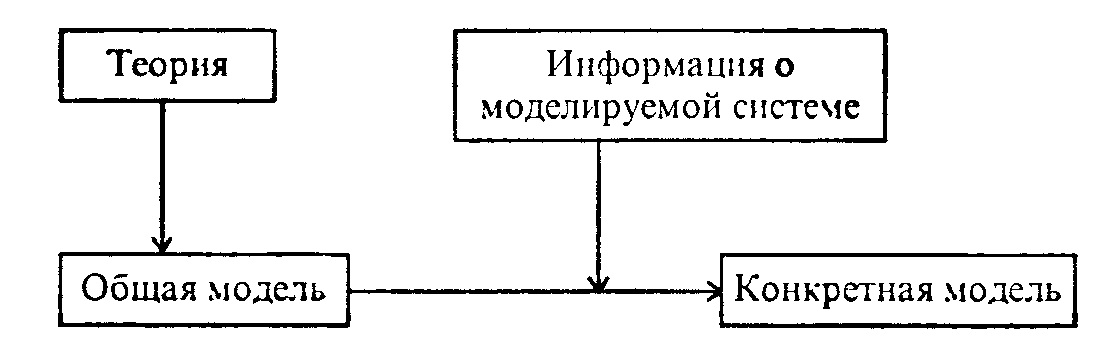 Теория
Информация о
моделируемой системе
Общая модель
Конкретная модель